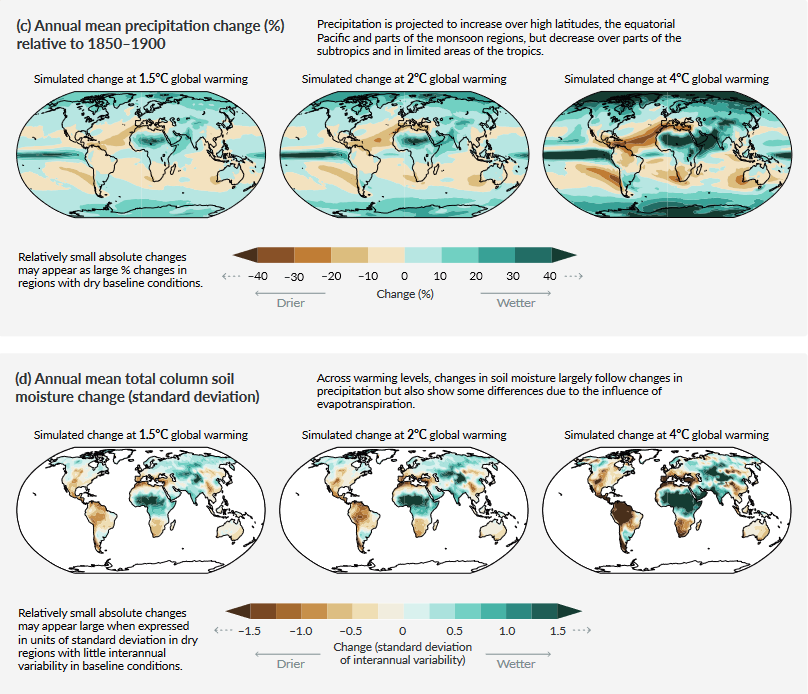 (c) Annual mean precipitation change (%)
relative to 1850–1900
Precipitation is projected to increase over high latitudes, the equatorial
Pacific and parts of the monsoon regions, but decrease over parts of the
subtropics and in limited areas of the tropics.
Simulated change at 1.5°C global warming
Simulated change at 2°C global warming
Simulated change at 4°C global warming
Relatively small absolute changes
may appear as large % changes in
regions with dry baseline conditions.
−40 −30 −20 −10 0 10 20 30 40
Change (%)
Drier
Wetter
(d) Annual mean total column soil
moisture change (standard deviation)
Across warming levels, changes in soil moisture largely follow changes in
precipitation but also show some differences due to the influence of
evapotranspiration.
Simulated change at 1.5°C global warming
Simulated change at 2°C global warming
Simulated change at 4°C global warming
Relatively small absolute changes
may appear large when expressed
in units of standard deviation in dry
regions with little interannual
variability in baseline conditions.
−1.5 −1.0 −0.5 0 0.5 1.0 1.5
Change (standard deviation
of interannual variability)
Drier
Wetter